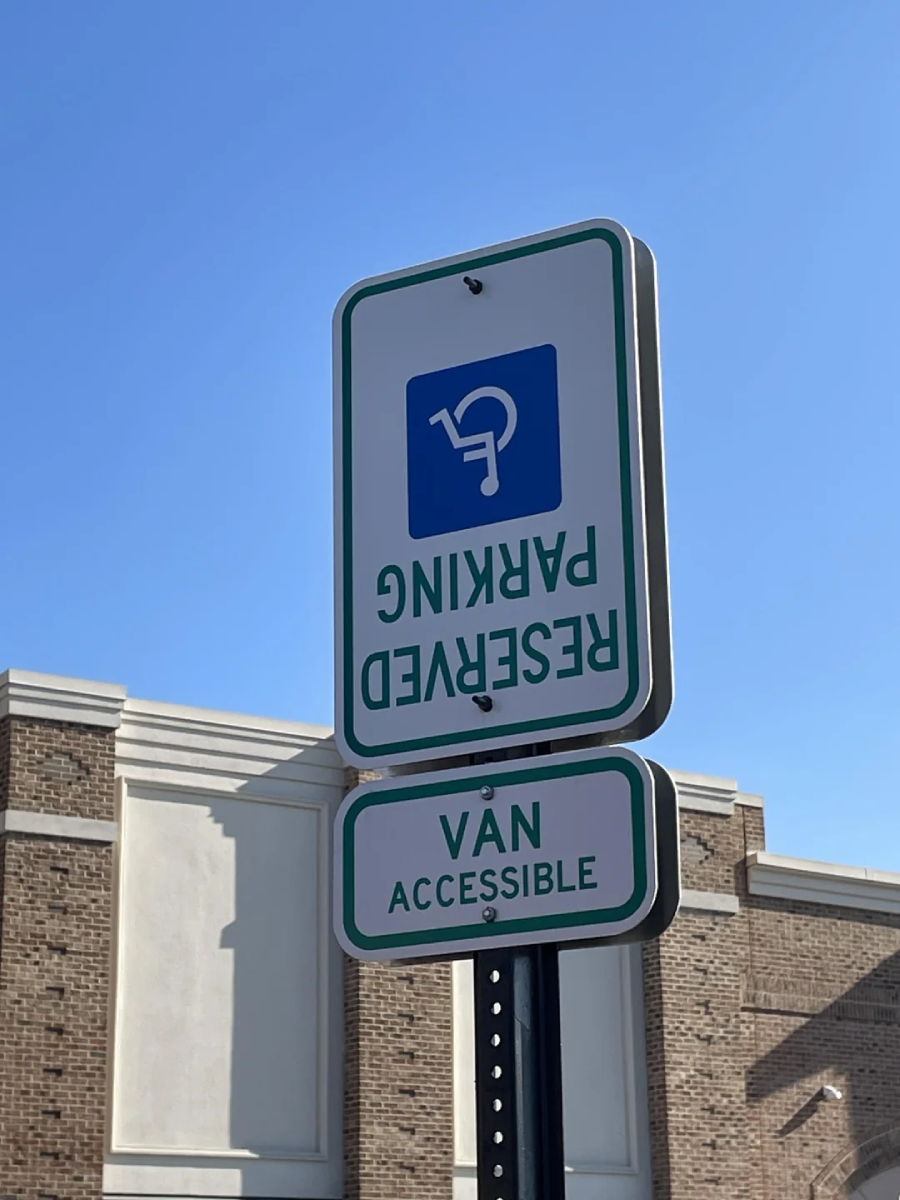 RESERVED
PARKING
VAN
ACCESSIBLE